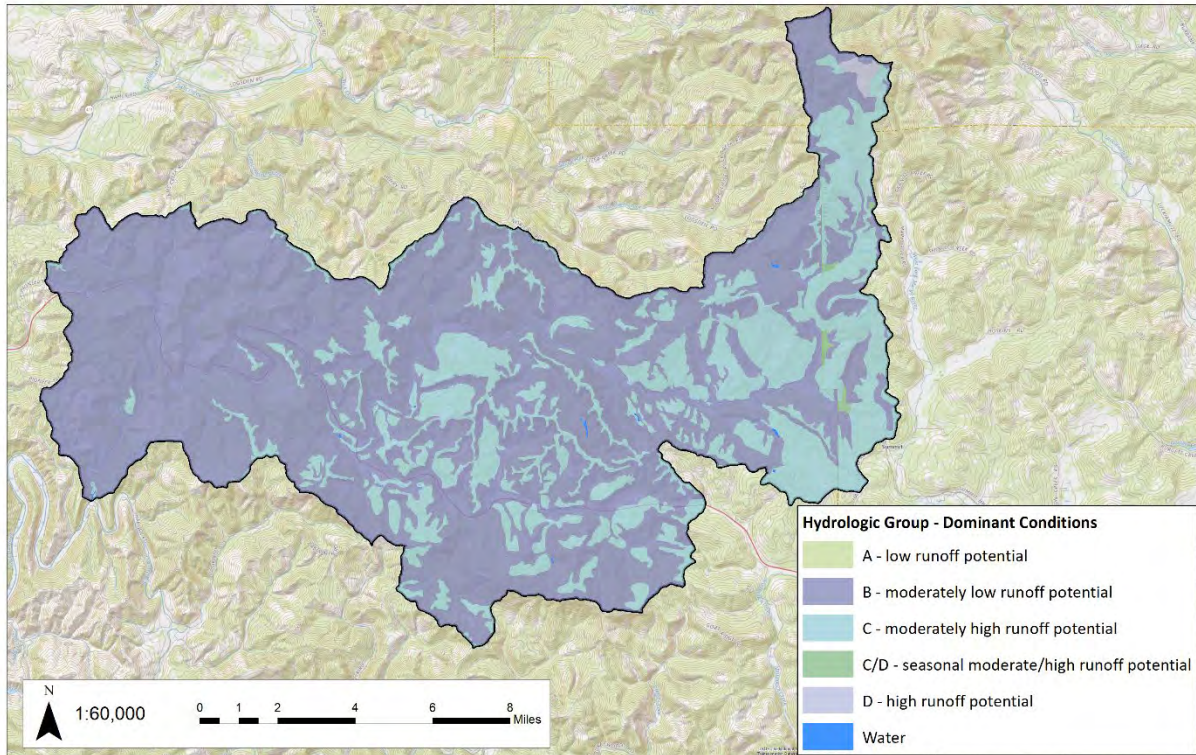 Summit
Hydrologic Group - Dominant Conditions
A - low runoff potential
B - moderately low runoff potential
C - moderately high runoff potential
C/D - seasonal moderate/high runoff potential
D - high runoff potential
Water
N
1:60,000
0 1 2 4 6 8
Miles